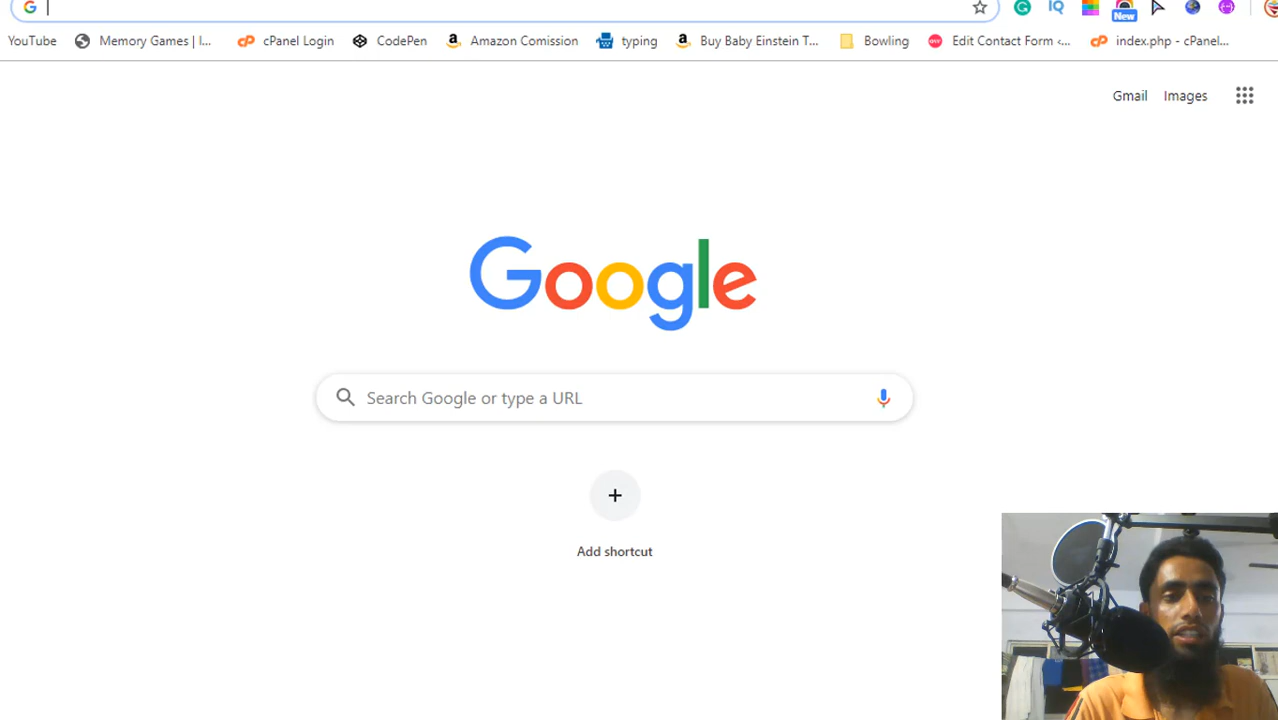 New
YouTube Memory Games | I... cPanel Login CodePen Amazon Comission typing Buy Baby Einstein T... Bowling Edit Contact Form ‹... index.php - cPanel...
Gmail Images
Google
Search Google or type a URL
Add shortcut